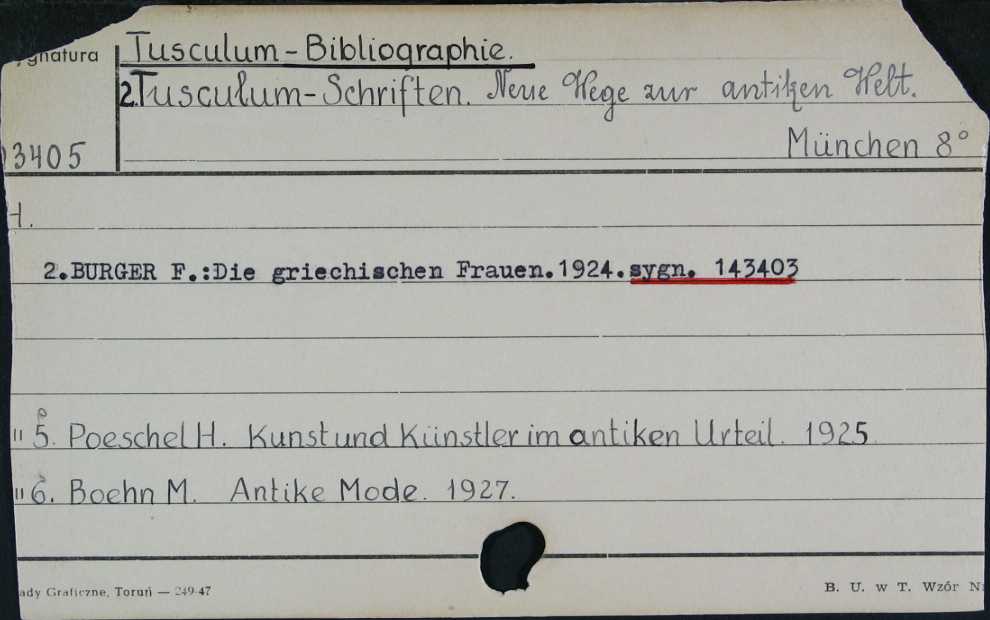 ygnatura
Tusculum-Bibliographie.
2.Tusculum-Schriften. Neue Wege zur antiken Welt.
3405
München 8°
H.
2.BURGER F.:Die griechischen Frauen.1924.sygn. 143403
" 5. Poeschel H. Kunst und Künstler im antiken Urteil. 1925
" 6. Boehn M. Antike Mode. 1927.
ady Graficzne, Toruń — 249-47
B. U. w T. Wzór N